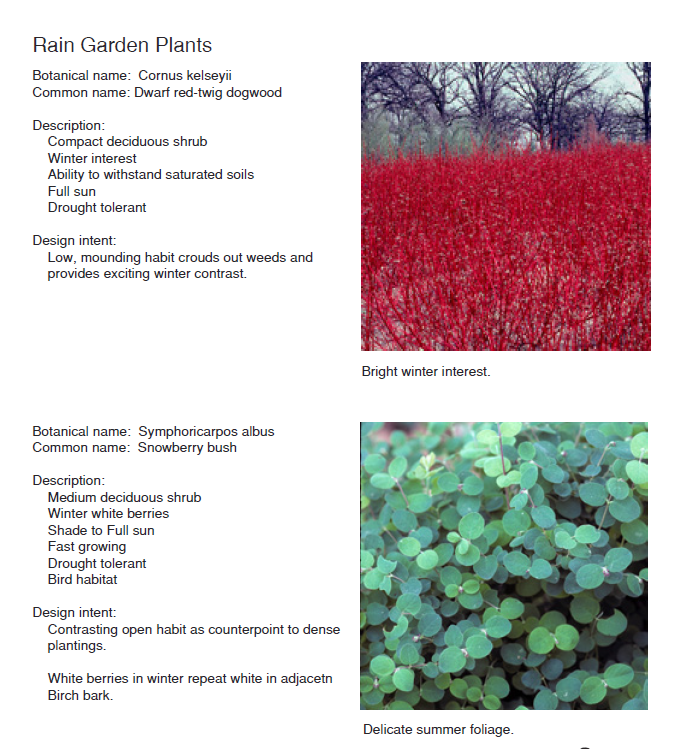 Rain Garden Plants
Botanical name:  Cornus kelseyii
Common name: Dwarf red-twig dogwood
Description:
Compact deciduous shrub
Winter interest
Ability to withstand saturated soils
Full sun
Drought tolerant
Design intent:
Low, mounding habit crouds out weeds and
provides exciting winter contrast.
Bright winter interest.
Botanical name:  Symphoricarpos albus
Common name:  Snowberry bush
Description:
Medium deciduous shrub
Winter white berries
Shade to Full sun
Fast growing
Drought tolerant
Bird habitat
Design intent:
Contrasting open habit as counterpoint to dense
plantings.
White berries in winter repeat white in adjacetn
Birch bark.
Delicate summer foliage.